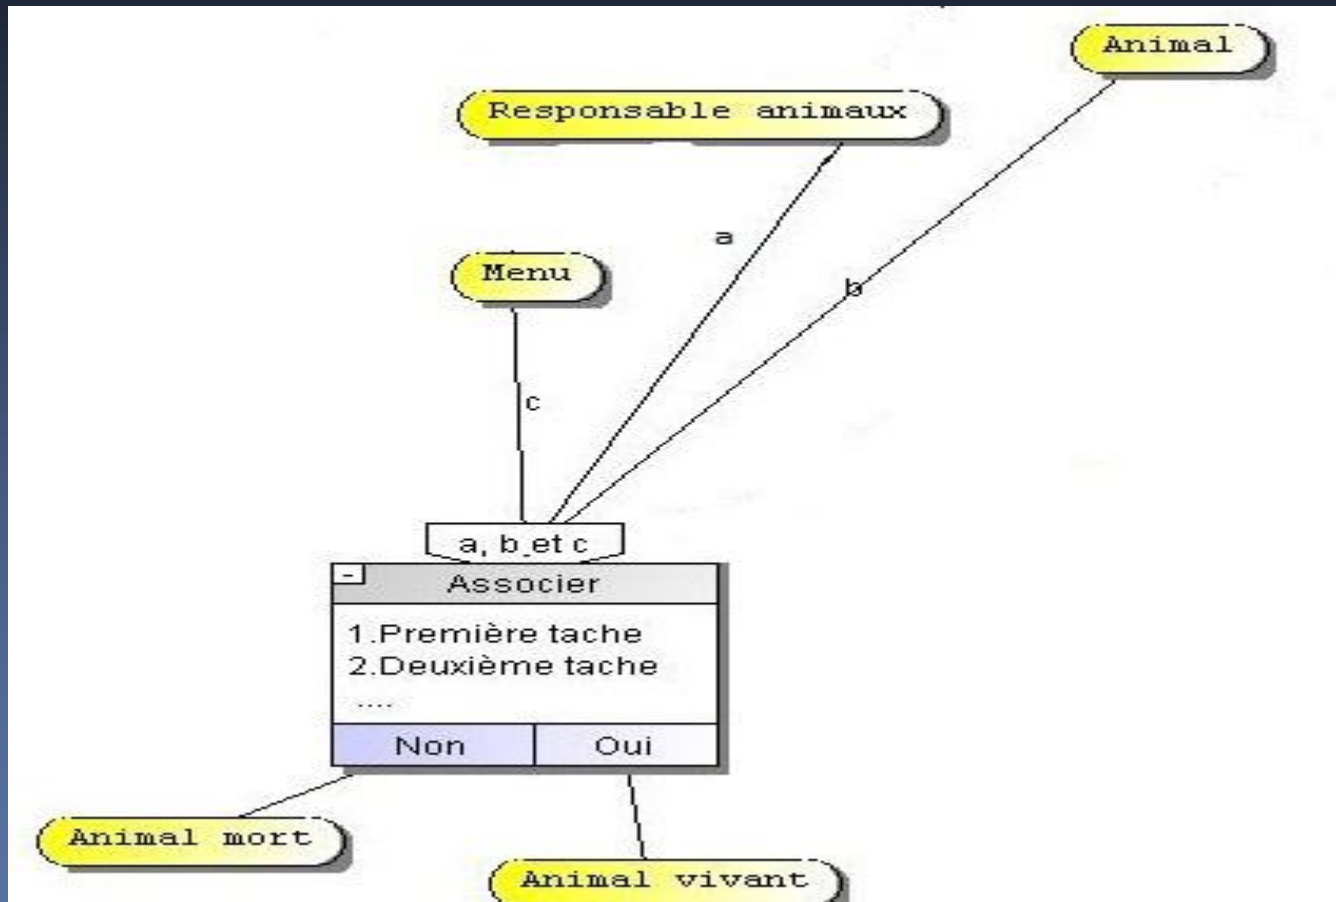 Animal
Responsable animaux
a
Menu
b
c
a, b et c
-
Associer
1.Première tache
2.Deuxième tache
....
Non
Oui
Animal mort
Animal vivant